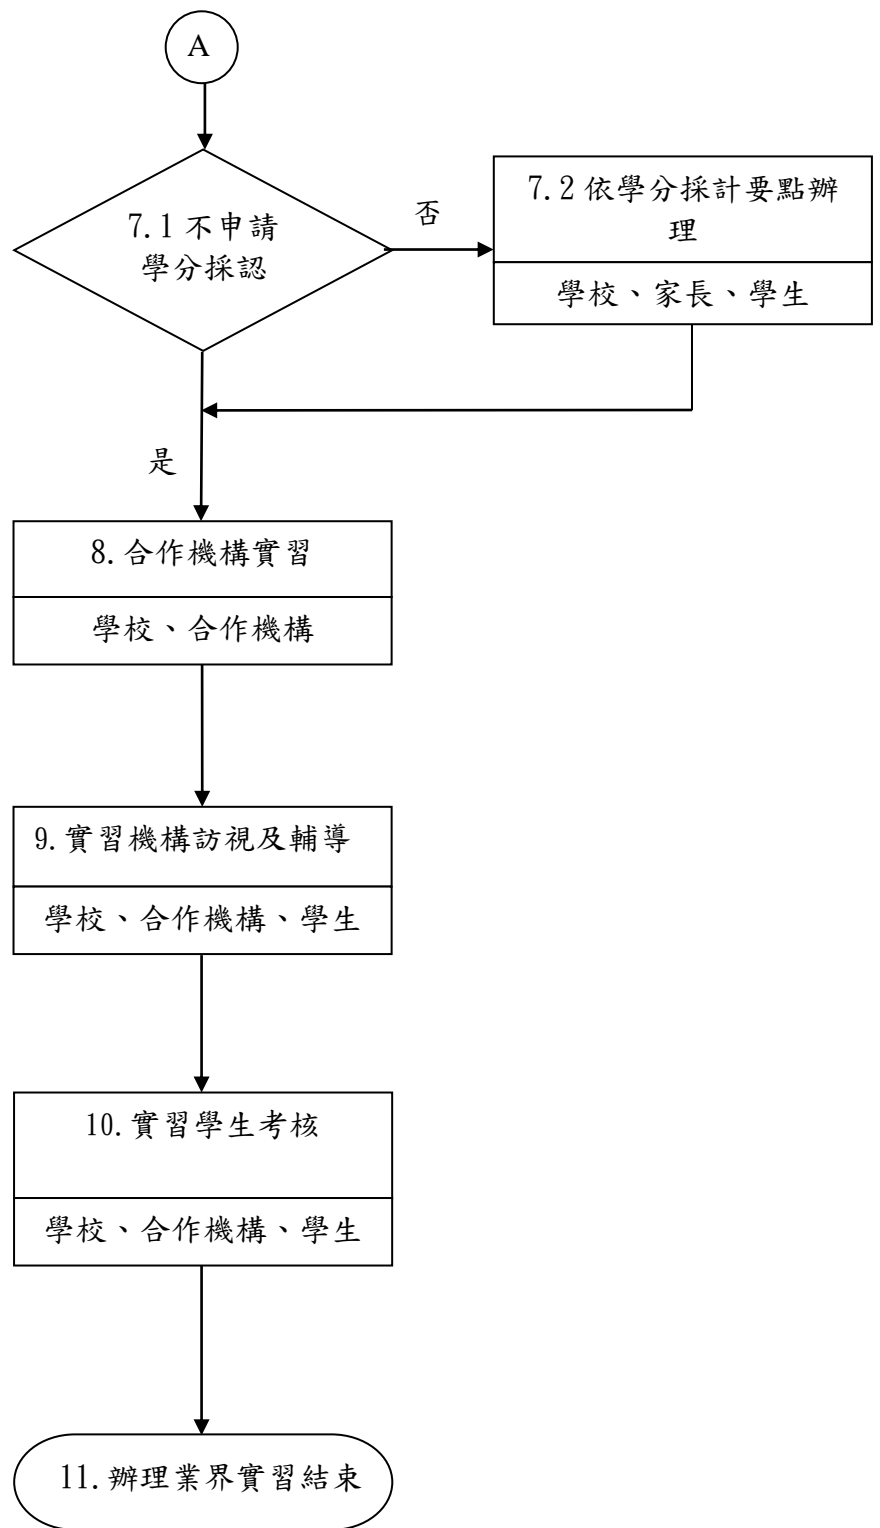 A
7.1 不申請
學分採認
否
7.2 依學分採計要點辦
理
學校、家長、學生
是
8. 合作機構實習
學校、合作機構
9. 實習機構訪視及輔導
學校、合作機構、學生
10. 實習學生考核
學校、合作機構、學生
11. 辦理業界實習結束